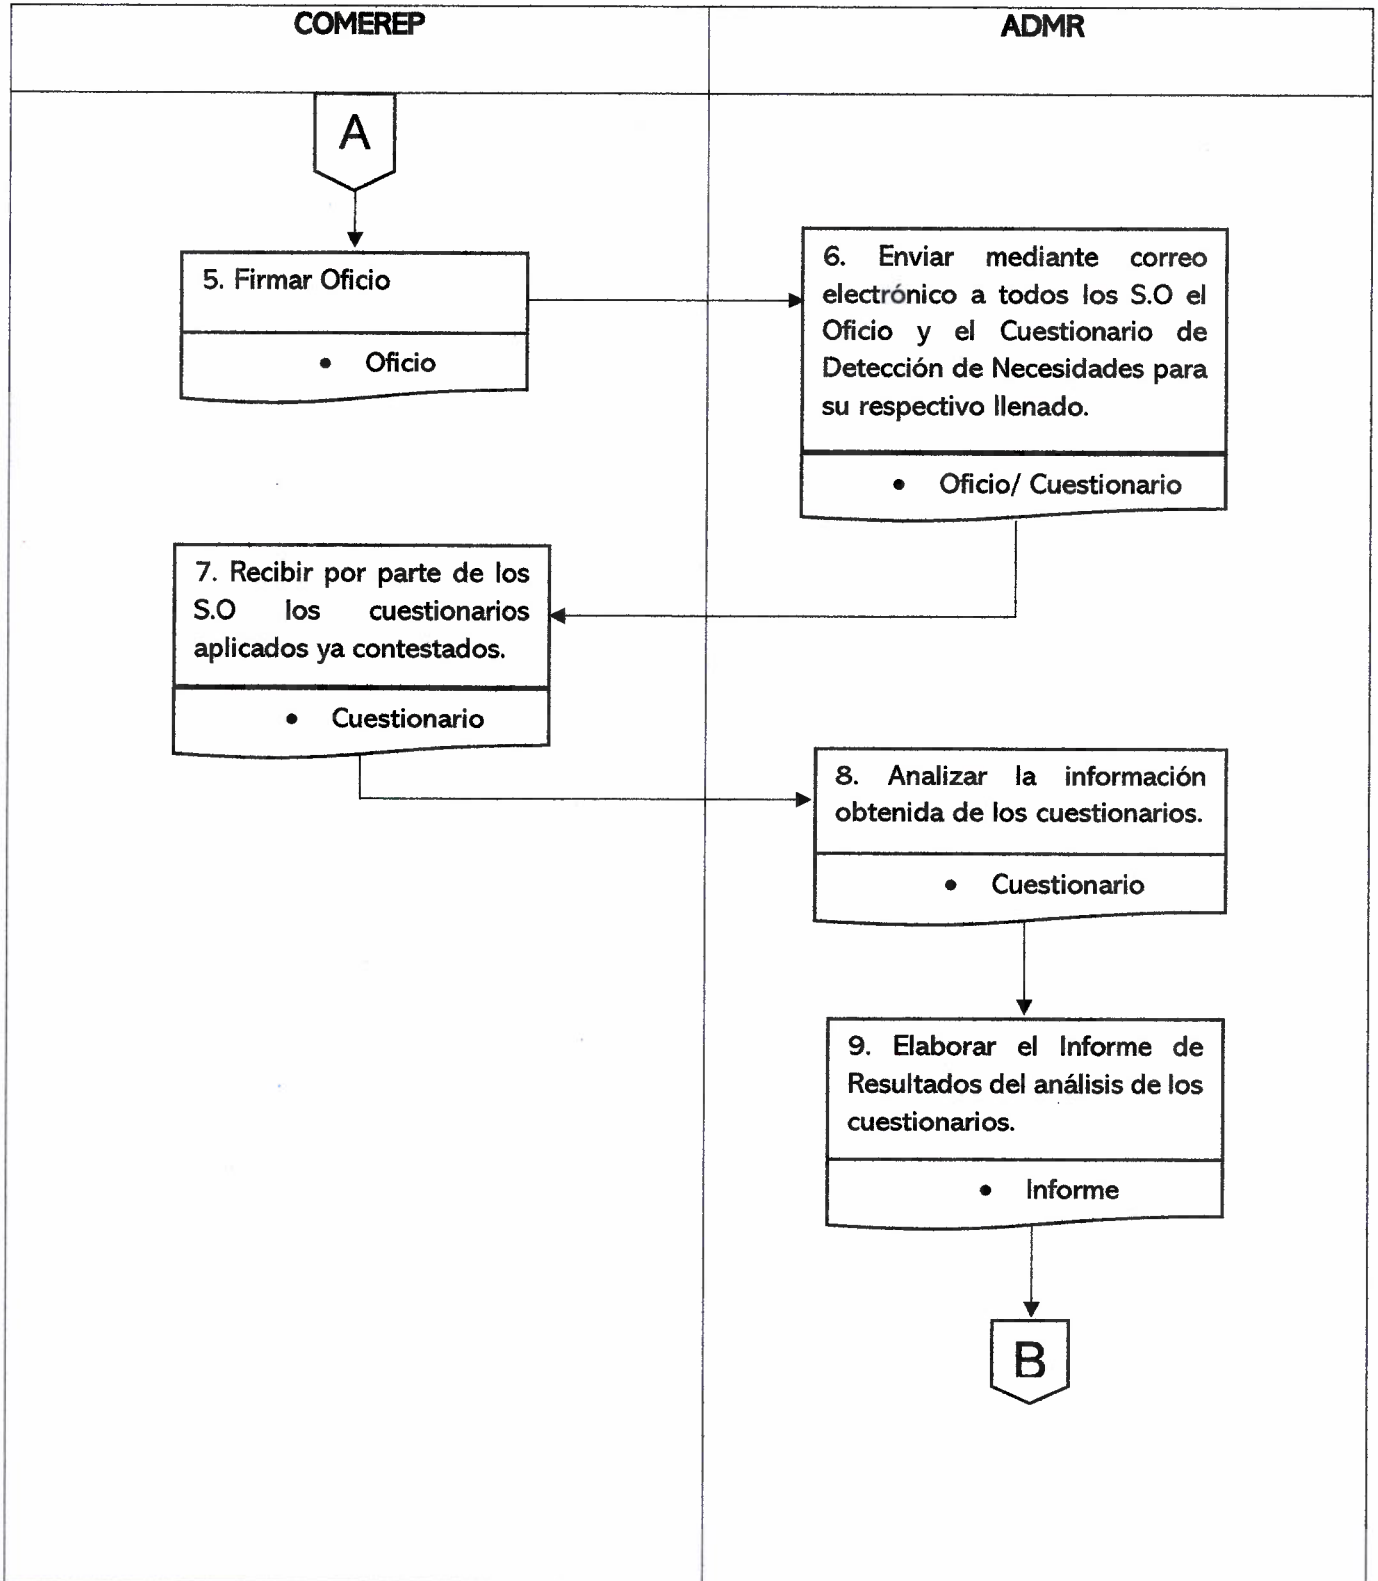 COMEREP
ADMR
A
5. Firmar Oficio
• Oficio
6. Enviar mediante correo
electrónico a todos los S.O el
Oficio y el Cuestionario de
Detección de Necesidades para
su respectivo llenado.
• Oficio/ Cuestionario
7. Recibir por parte de los
S.O los cuestionarios
aplicados ya contestados.
• Cuestionario
8. Analizar la información
obtenida de los cuestionarios.
• Cuestionario
9. Elaborar el Informe de
Resultados del análisis de los
cuestionarios.
• Informe
B